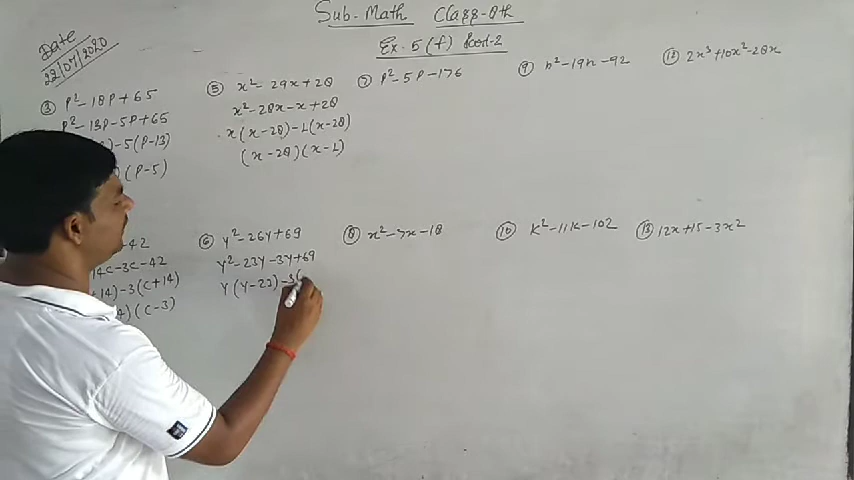 Sub-Math Class-8th
Ex-5(f) Part-2
Date
22/07/2020
③ P²-18P+65
P²-13P-5P+65
-5(P-13)
(P-5)
-42
14c-3c-42
+14)-3(c+14)
(c-3)
⑤ x²-29x+28
x²-28x-x+28
x(x-28)-1(x-28)
(x-28)(x-1)
⑥ y²-26y+69
y²-23y-3y+69
y(y-23)-3(
⑦ P²-5P-176
⑧ x²-7x-18
⑨ n²-19n-92
⑩ k²-11k-102
⑫ 2x³+10x²-28x
⑬ 12x+15-3x²